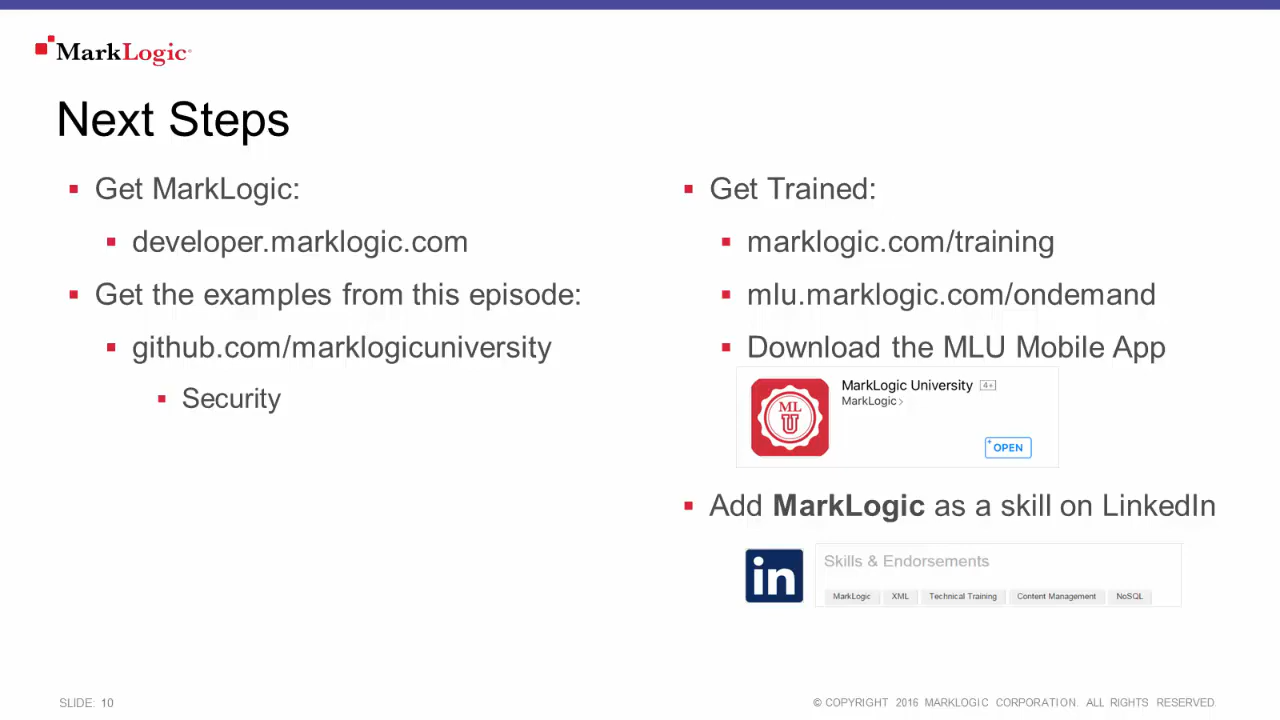 MarkLogic
Next Steps
Get MarkLogic:
developer.marklogic.com
Get the examples from this episode:
github.com/marklogicuniversity
Security
Get Trained:
marklogic.com/training
mlu.marklogic.com/ondemand
Download the MLU Mobile App
MarkLogic University 4+
MarkLogic >
ML
U
+OPEN
Add MarkLogic as a skill on LinkedIn
in
Skills & Endorsements
MarkLogic XML Technical Training Content Management NoSQL
SLIDE: 10
© COPYRIGHT 2016 MARKLOGIC CORPORATION. ALL RIGHTS RESERVED.